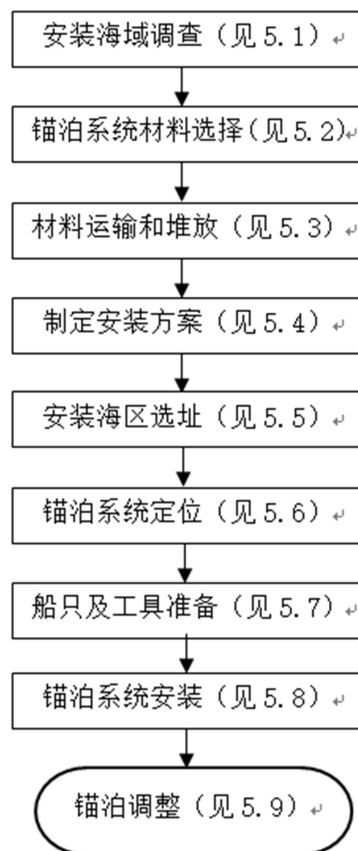 安装海域调查（见 5.1）
锚泊系统材料选择(见 5.2)
材料运输和堆放（见 5.3）
制定安装方案（见 5.4）
安装海区选址（见 5.5）
锚泊系统定位（见 5.6）
船只及工具准备（见 5.7）
锚泊系统安装（见 5.8）
锚泊调整（见 5.9）